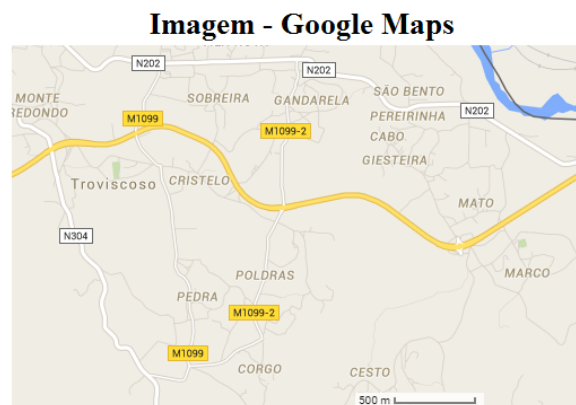 Imagem - Google Maps
N202
N202
MONTE
REDONDO
SOBREIRA
GANDARELA
SÃO BENTO
PEREIRINHA
N202
M1099
M1099-2
CABO
GIESTEIRA
Troviscoso
CRISTELO
MATO
N304
POLDRAS
MARCO
PEDRA
M1099-2
M1099
CORGO
CESTO
500 m